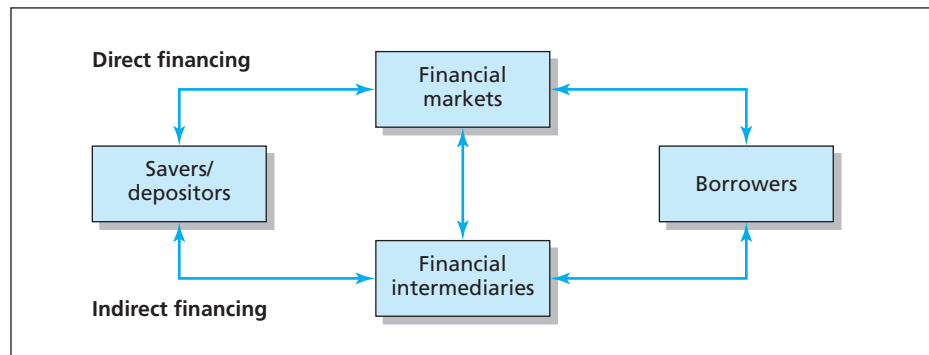 Direct financing
Financial
markets
Savers/
depositors
Borrowers
Financial
intermediaries
Indirect financing